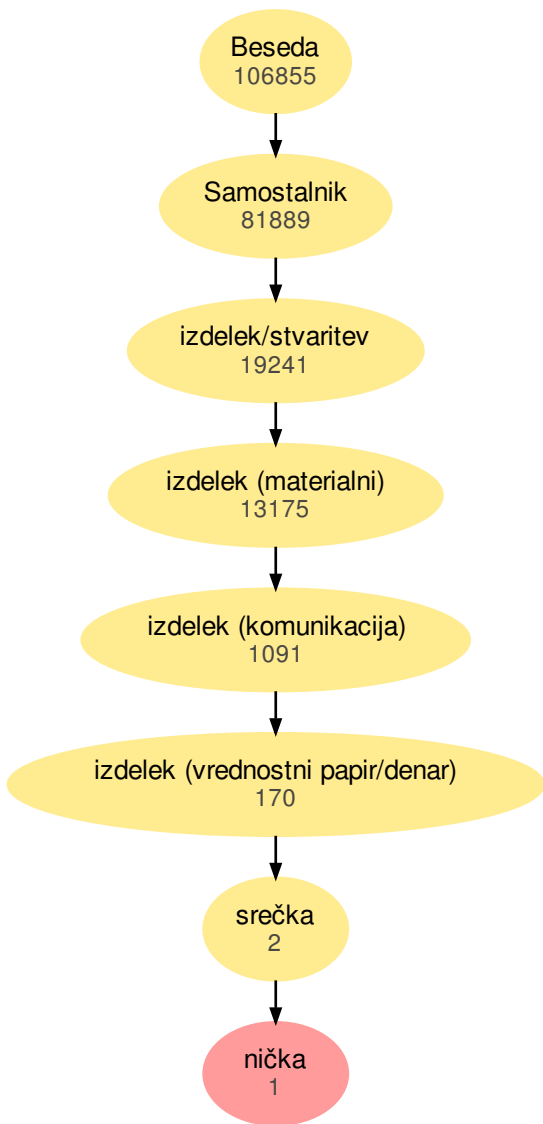 Beseda
106855
Samostalnik
81889
izdelek/stvaritev
19241
izdelek (materialni)
13175
izdelek (komunikacija)
1091
izdelek (vrednostni papir/denar)
170
srečka
2
nička
1